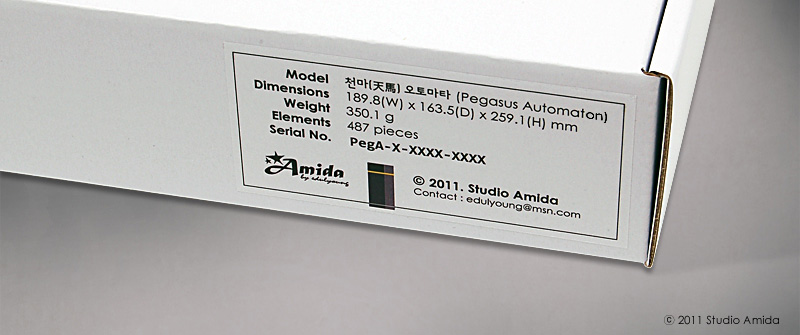 Model 천마(天馬) 오토마타 (Pegasus Automaton)
Dimensions 189.8(W) x 163.5(D) x 259.1(H) mm
Weight 350.1 g
Elements 487 pieces
Serial No. PegA-X-XXXX-XXXX
Amida
by edulyoung
© 2011. Studio Amida
Contact : edulyoung@msn.com
© 2011 Studio Amida